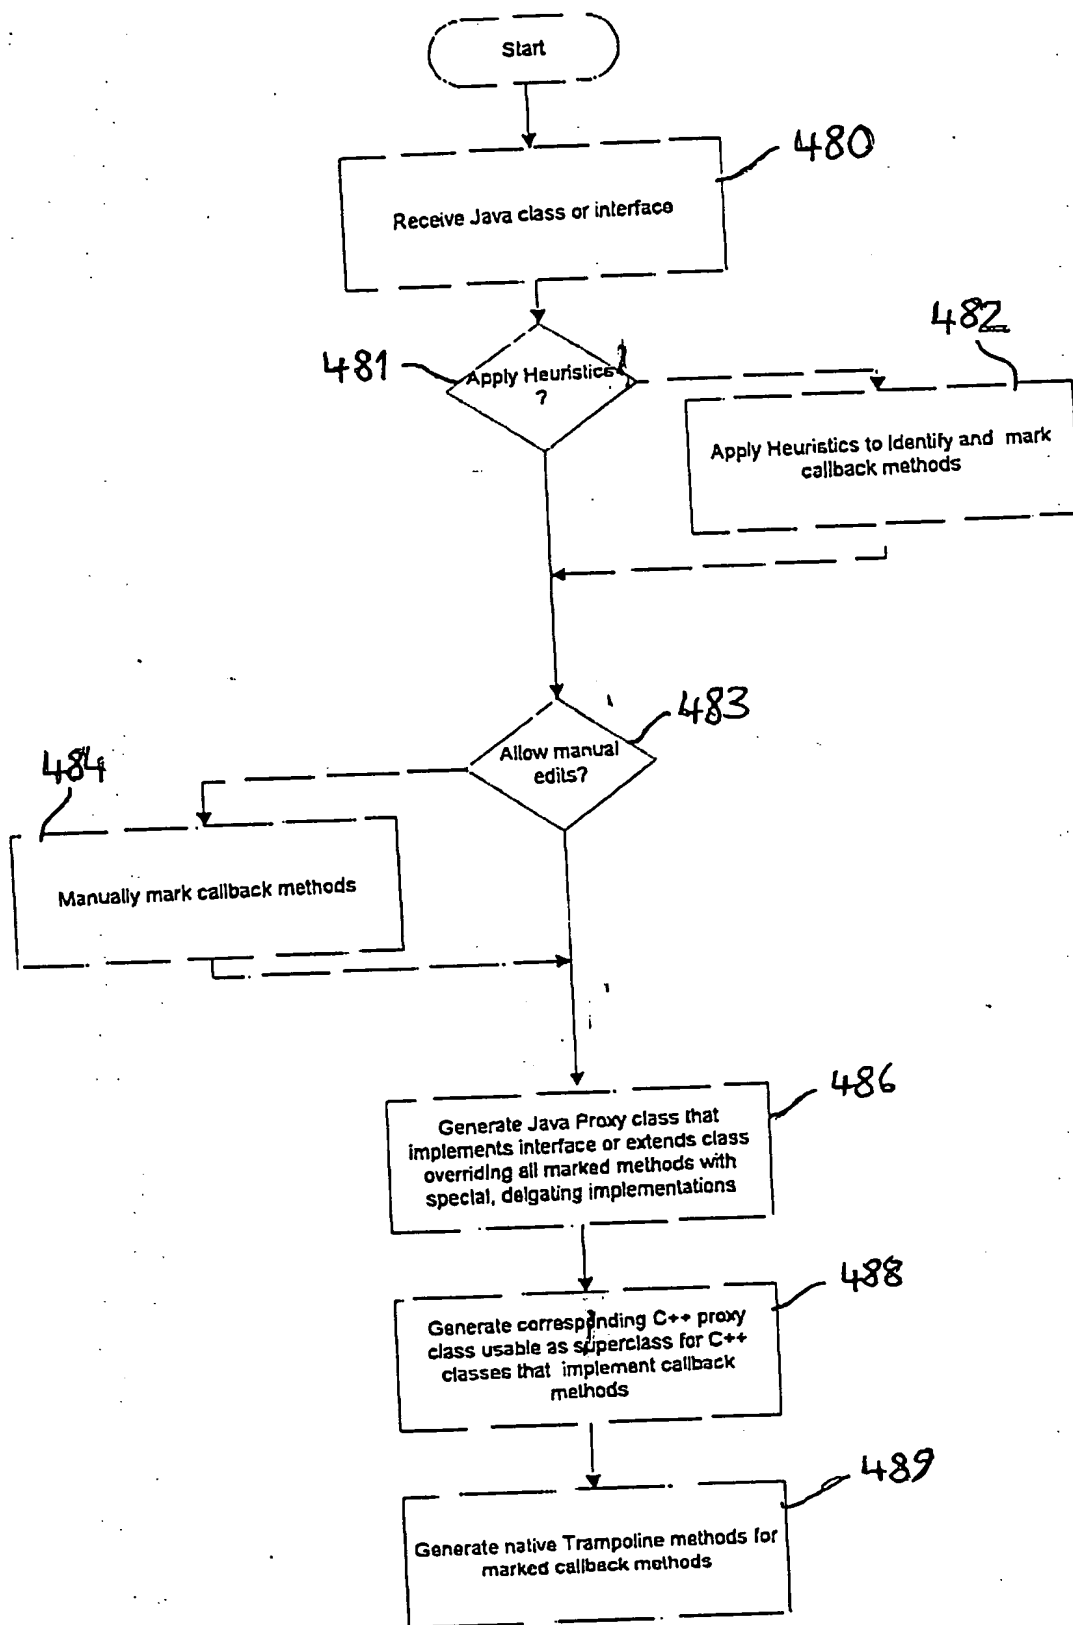 Start
480
Receive Java class or interface
482
481
Apply Heuristics
?
Apply Heuristics to Identify and mark
callback methods
483
Allow manual
edits?
484
Manually mark callback methods
486
Generate Java Proxy class that
implements interface or extends class
overriding all marked methods with
special, delgating implementations
488
Generate corresponding C++ proxy
class usable as superclass for C++
classes that implement callback
methods
489
Generate native Trampoline methods for
marked callback methods